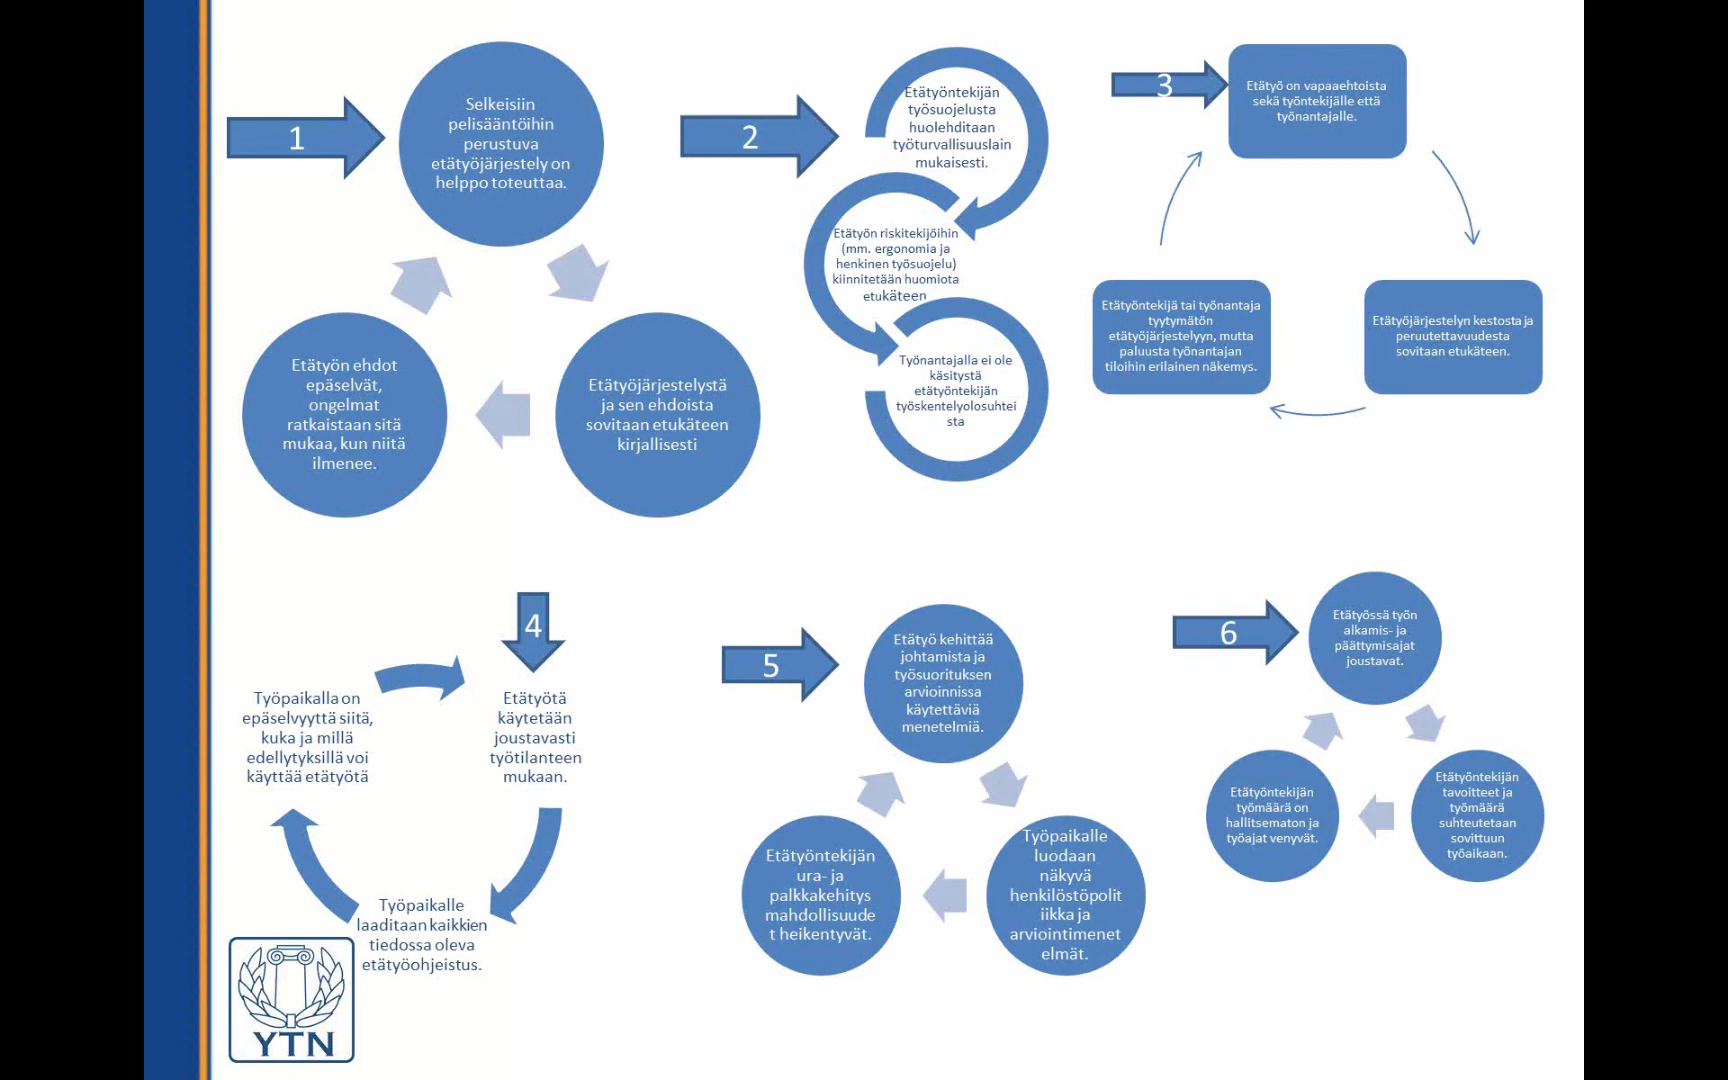 1
Selkeisiin
pelisääntöihin
perustuva
etätyöjärjestely on
helppo toteuttaa.
Etätyöjärjestelystä
ja sen ehdoista
sovitaan etukäteen
kirjallisesti
Etätyön ehdot
epäselvät,
ongelmat
ratkaistaan sitä
mukaa, kun niitä
ilmenee.
2
Etätyöntekijän
työsuojelusta
huolehditaan
työturvallisuuslain
mukaisesti.
Etätyön riskitekijöihin
(mm. ergonomia ja
henkinen työsuojelu)
kiinnitetään huomiota
etukäteen
Työnantajalla ei ole
käsitystä
etätyöntekijän
työskentelyolosuhtei
sta
3
Etätyö on vapaaehtoista
sekä työntekijälle että
työnantajalle.
Etätyöjärjestelyn kestosta ja
peruutettavuudesta
sovitaan etukäteen.
Etätyöntekijä tai työnantaja
tyytymätön
etätyöjärjestelyyn, mutta
paluusta työnantajan
tiloihin erilainen näkemys.
4
Etätyötä
käytetään
joustavasti
työtilanteen
mukaan.
Työpaikalle
laaditaan kaikkien
tiedossa oleva
etätyöohjeistus.
Työpaikalla on
epäselvyyttä siitä,
kuka ja millä
edellytyksillä voi
käyttää etätyötä
5
Etätyö kehittää
johtamista ja
työsuorituksen
arvioinnissa
käytettäviä
menetelmiä.
Työpaikalle
luodaan
näkyvä
henkilöstöpolit
iikka ja
arviointimenet
elmät.
Etätyöntekijän
ura- ja
palkkakehitys
mahdollisuude
t heikentyvät.
6
Etätyössä työn
alkamis- ja
päättymisajat
joustavat.
Etätyöntekijän
tavoitteet ja
työmäärä
suhteutetaan
sovittuun
työaikaan.
Etätyöntekijän
työmäärä on
hallitsematon ja
työajat venyvät.
YTN